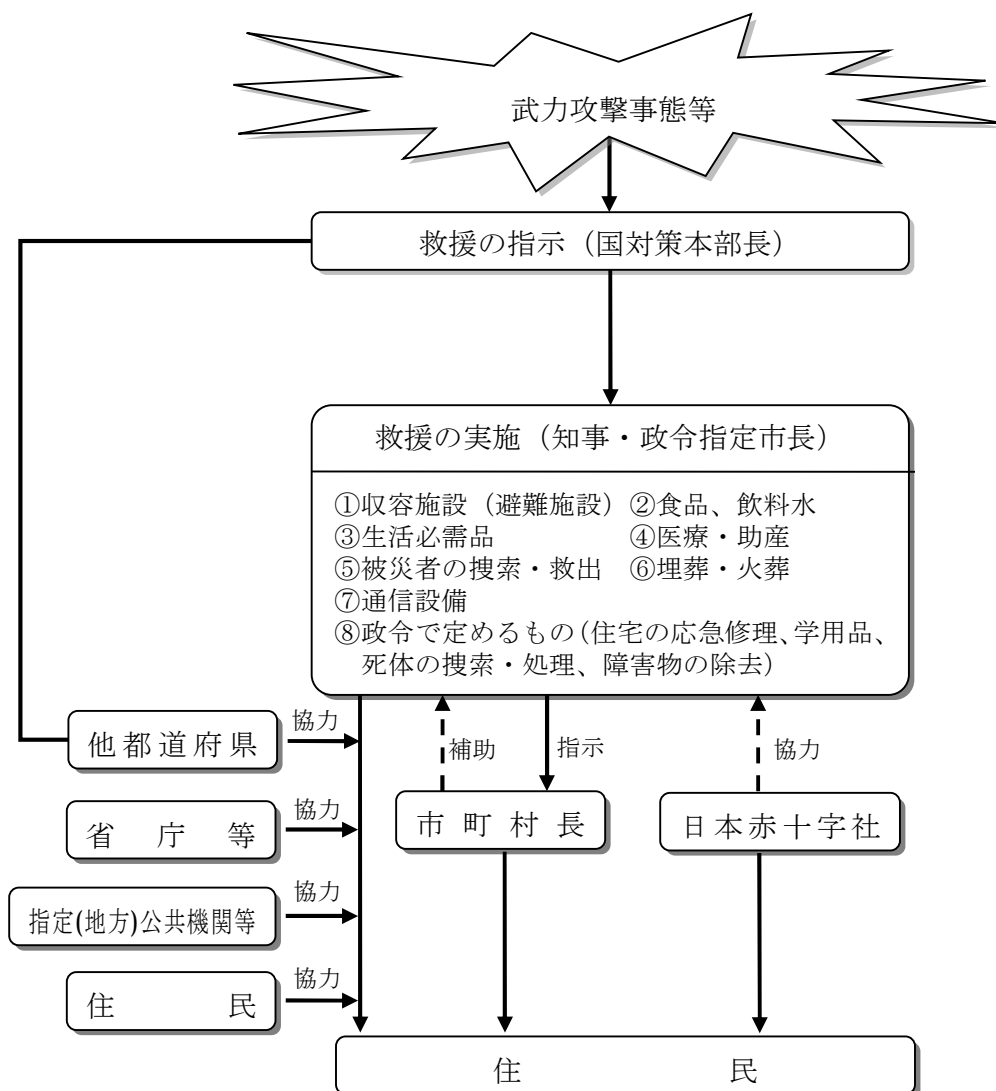 武力攻撃事態等
救援の指示（国対策本部長）
救援の実施（知事・政令指定市長）
①収容施設（避難施設）②食品、飲料水
③生活必需品 ④医療・助産
⑤被災者の捜索・救出 ⑥埋葬・火葬
⑦通信設備
⑧政令で定めるもの（住宅の応急修理、学用品、
死体の捜索・処理、障害物の除去）
他都道府県
協力
補助
指示
協力
省庁等
協力
市町村長
日本赤十字社
指定(地方)公共機関等
協力
住民
協力
住民